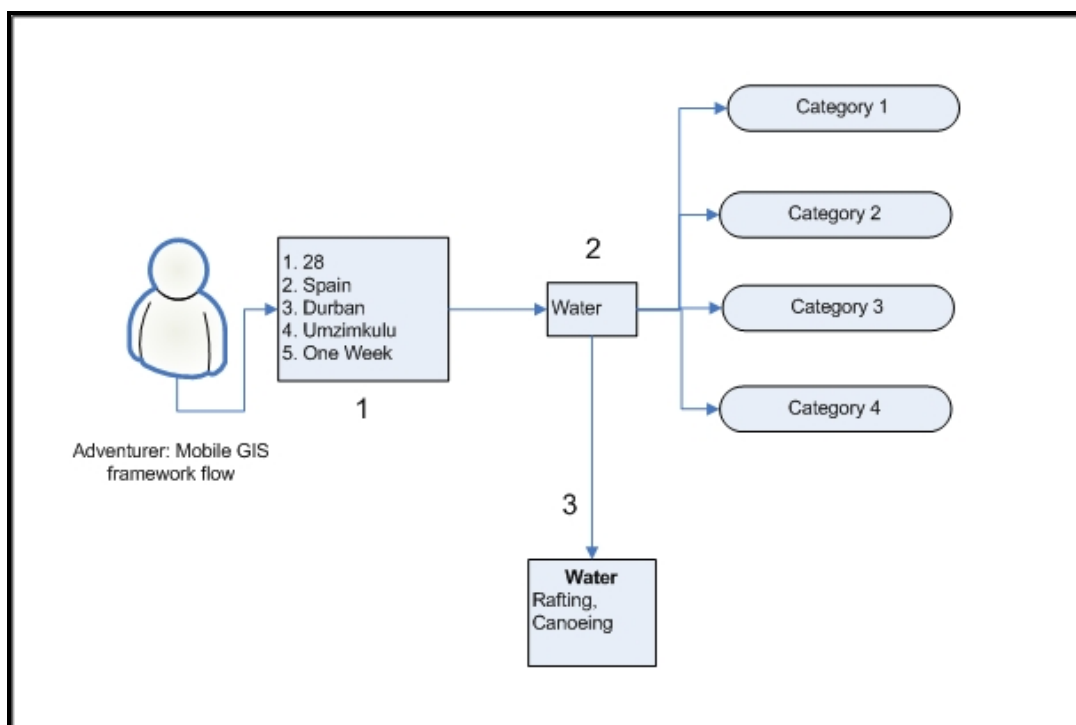 Category 1
Category 2
2
1. 28
2. Spain
3. Durban
4. Umzimkulu
5. One Week
Water
Category 3
1
Category 4
Adventurer: Mobile GIS
framework flow
3
Water
Rafting,
Canoeing